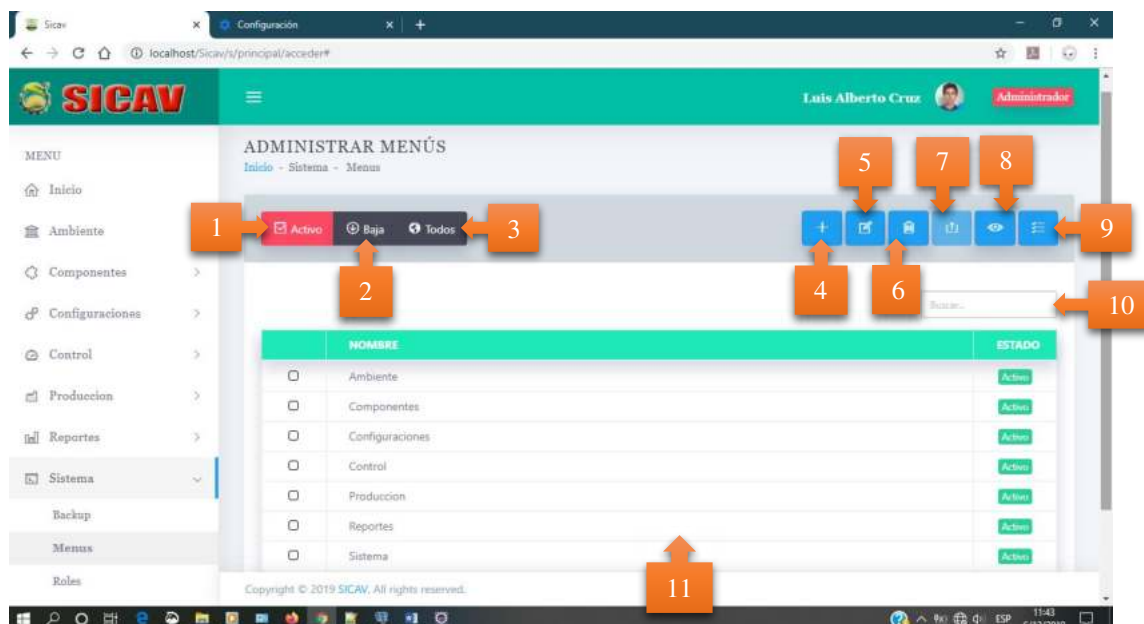 Sicav
Configuración
localhost/Sicav/s/principal/acceder#
SICAV
Luis Alberto Cruz
Administrador
MENU
Inicio
Ambiente
Componentes
Configuraciones
Control
Produccion
Reportes
Sistema
Backup
Menus
Roles
ADMINISTRAR MENÚS
Inicio - Sistema - Menus
5
7
8
1
Activo
Baja
Todos
3
9
2
4
6
Buscar...
10
NOMBRE
ESTADO
Ambiente
Activo
Componentes
Activo
Configuraciones
Activo
Control
Activo
Produccion
Activo
Reportes
Activo
Sistema
Activo
11
Copyright © 2019 SICAV. All rights reserved.
ESP
11:43